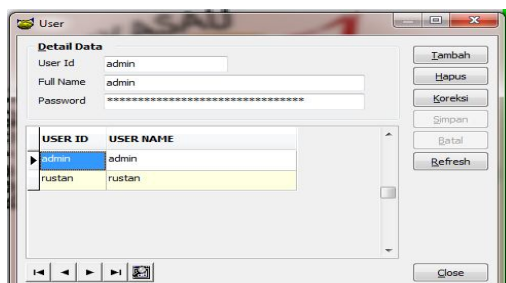 User
Detail Data
User Id admin
Full Name admin
Password ********************************
Tambah
Hapus
Koreksi
Simpan
Batal
Refresh
USER ID USER NAME
admin admin
rustan rustan
Close